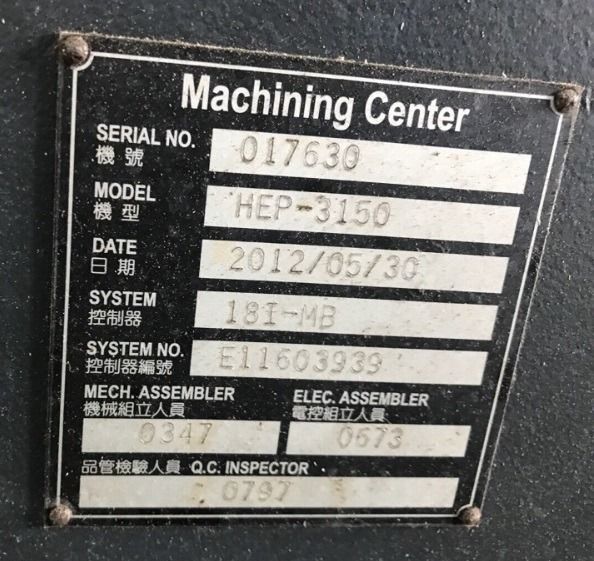 Machining Center
SERIAL NO. 017630
機 號
MODEL HEP-3150
機 型
DATE 2012/05/30
日 期
SYSTEM 18I-MB
控制器
SYSTEM NO. E11603939
控制器編號
MECH. ASSEMBLER ELEC. ASSEMBLER
機械組立人員 電控組立人員
0347 0673
品管檢驗人員 Q.C. INSPECTOR
0797